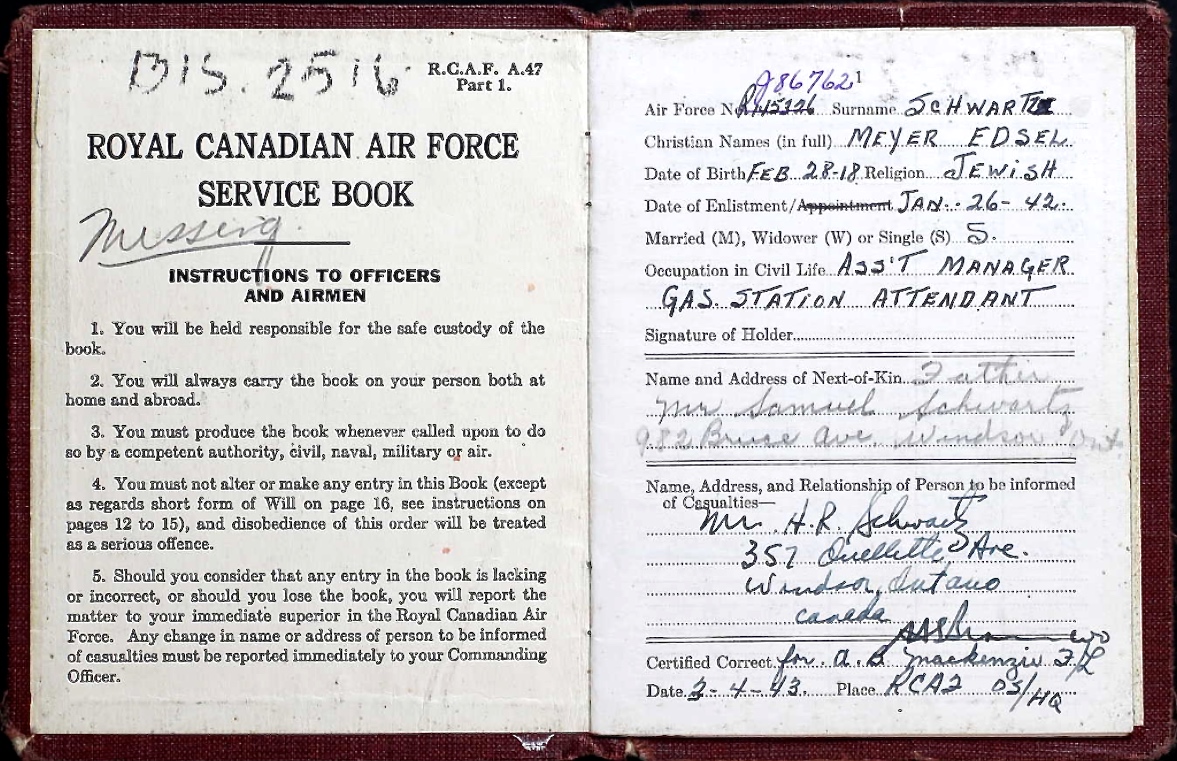 DIS. 2516
R.C.A.F. A.47
Part 1.
ROYAL CANADIAN AIR FORCE
SERVICE BOOK
Missing
INSTRUCTIONS TO OFFICERS
AND AIRMEN
1. You will be held responsible for the safe custody of the
book.
2. You will always carry the book on your person both at
home and abroad.
3. You must produce the book whenever called upon to do
so by a competent authority, civil, naval, military or air.
4. You must not alter or make any entry in this Book (except
as regards short form of Will on page 16, see instructions on
pages 12 to 15), and disobedience of this order will be treated
as a serious offence.
5. Should you consider that any entry in the book is lacking
or incorrect, or should you lose the book, you will report the
matter to your immediate superior in the Royal Canadian Air
Force. Any change in name or address of person to be informed
of casualties must be reported immediately to your Commanding
Officer.
J86762 1
Air Force No. Surname SCHWARTZ
Christian Names (in full) MEYER EDSEL
Date of Birth FEB 28-18 Religion JEWISH
Date of Enlistment/Appointment JAN. 26-42.
Married (M), Widower (W) or Single (S) S.
Occupation in Civil Life ASS'T MANAGER
GAS STATION ATTENDANT
Signature of Holder
Name and Address of Next-of-Kin Father
Mr. Samuel Schwartz
Ave, Windsor Ont
Name, Address, and Relationship of Person to be informed
of Casualties—
Mr. H.R. Schwartz
357 Ouellette Ave.
Windsor, Ontario
Canada
Certified Correct for A B Mackenzie F/L
Date 3-4-43. Place RCAF OS/HQ